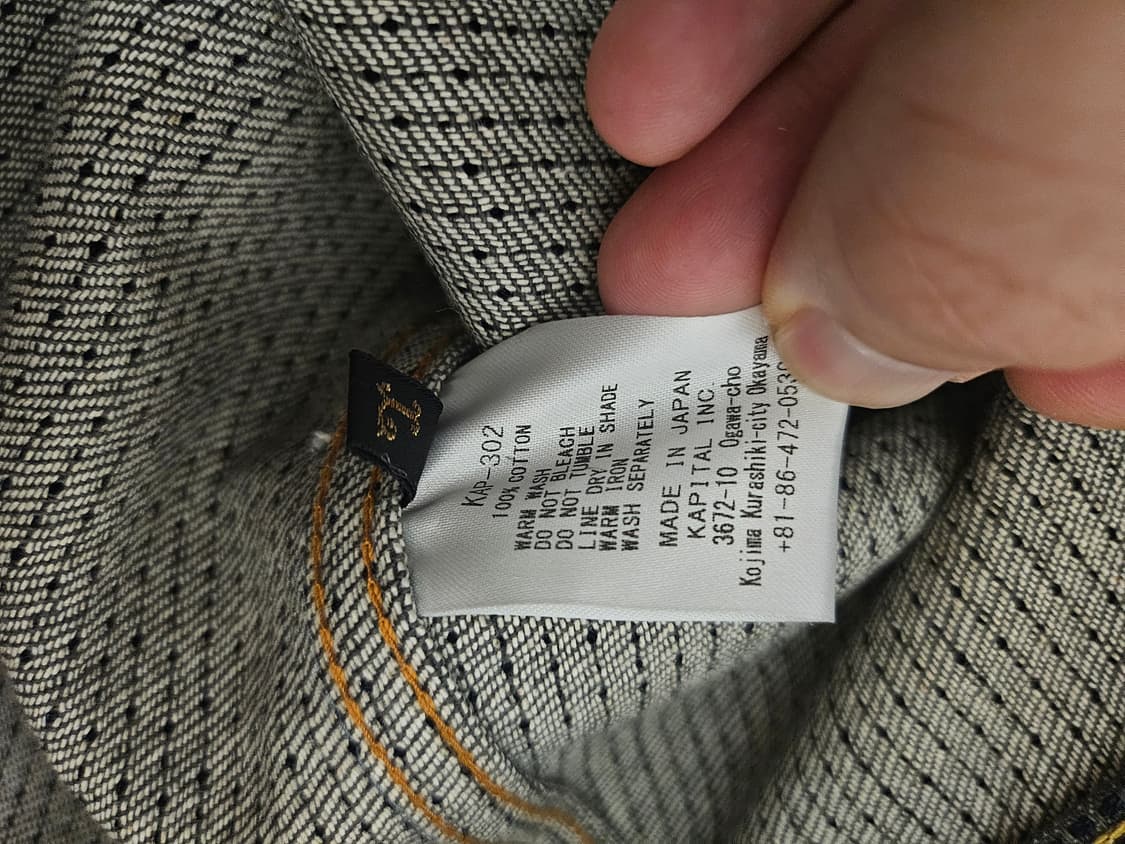 KAP-302
100% COTTON
WARM WASH
DO NOT BLEACH
DO NOT TUMBLE
LINE DRY IN SHADE
WARM IRON
WASH SEPARATELY
MADE IN JAPAN
KAPITAL INC.
3672-10 Ogawa-cho
Kojima Kurashiki-city Okayama